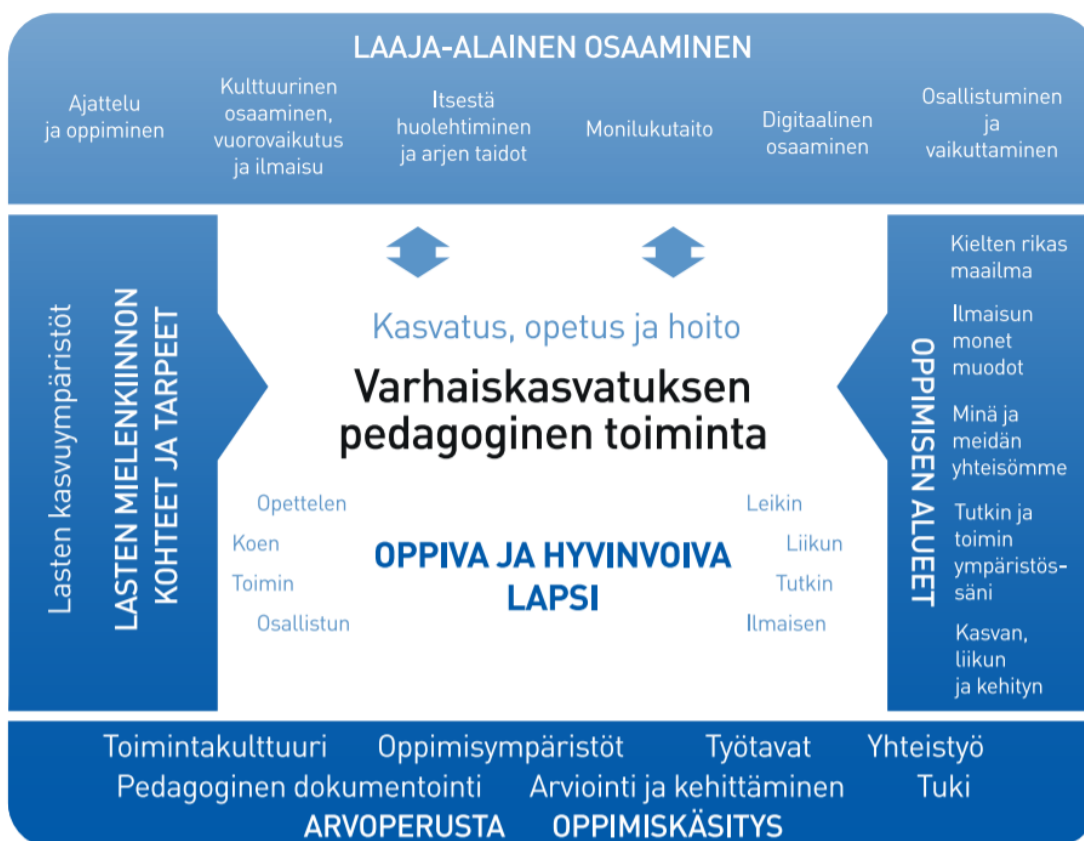 LAAJA-ALAINEN OSAAMINEN
Ajattelu
ja oppiminen
Kulttuurinen
osaaminen,
vuorovaikutus
ja ilmaisu
Itsestä
huolehtiminen
ja arjen taidot
Monilukutaito
Digitaalinen
osaaminen
Osallistuminen
ja
vaikuttaminen
Lasten kasvuympäristöt
LASTEN MIELENKIINNON
KOHTEET JA TARPEET
Kasvatus, opetus ja hoito
Varhaiskasvatuksen
pedagoginen toiminta
Opettelen
Koen
Toimin
Osallistun
OPPIVA JA HYVINVOIVA
LAPSI
Leikin
Liikun
Tutkin
Ilmaisen
OPPIMISEN ALUEET
Kielten rikas
maailma
Ilmaisun
monet
muodot
Minä ja
meidän
yhteisömme
Tutkin ja
toimin
ympäristös-
säni
Kasvan,
liikun
ja kehityn
Toimintakulttuuri Oppimisympäristöt Työtavat Yhteistyö
Pedagoginen dokumentointi Arviointi ja kehittäminen Tuki
ARVOPERUSTA OPPIMISKÄSITYS